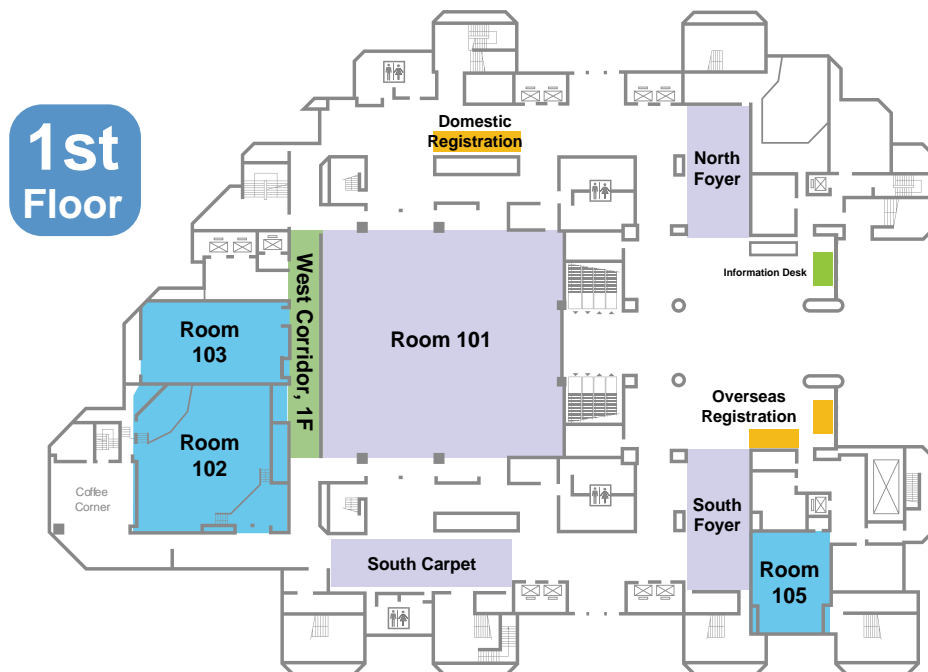 1st
Floor
Domestic
Registration
North
Foyer
Information Desk
West Corridor, 1F
Room 101
Room
103
Room
102
Overseas
Registration
Coffee
Corner
South
Foyer
South Carpet
Room
105